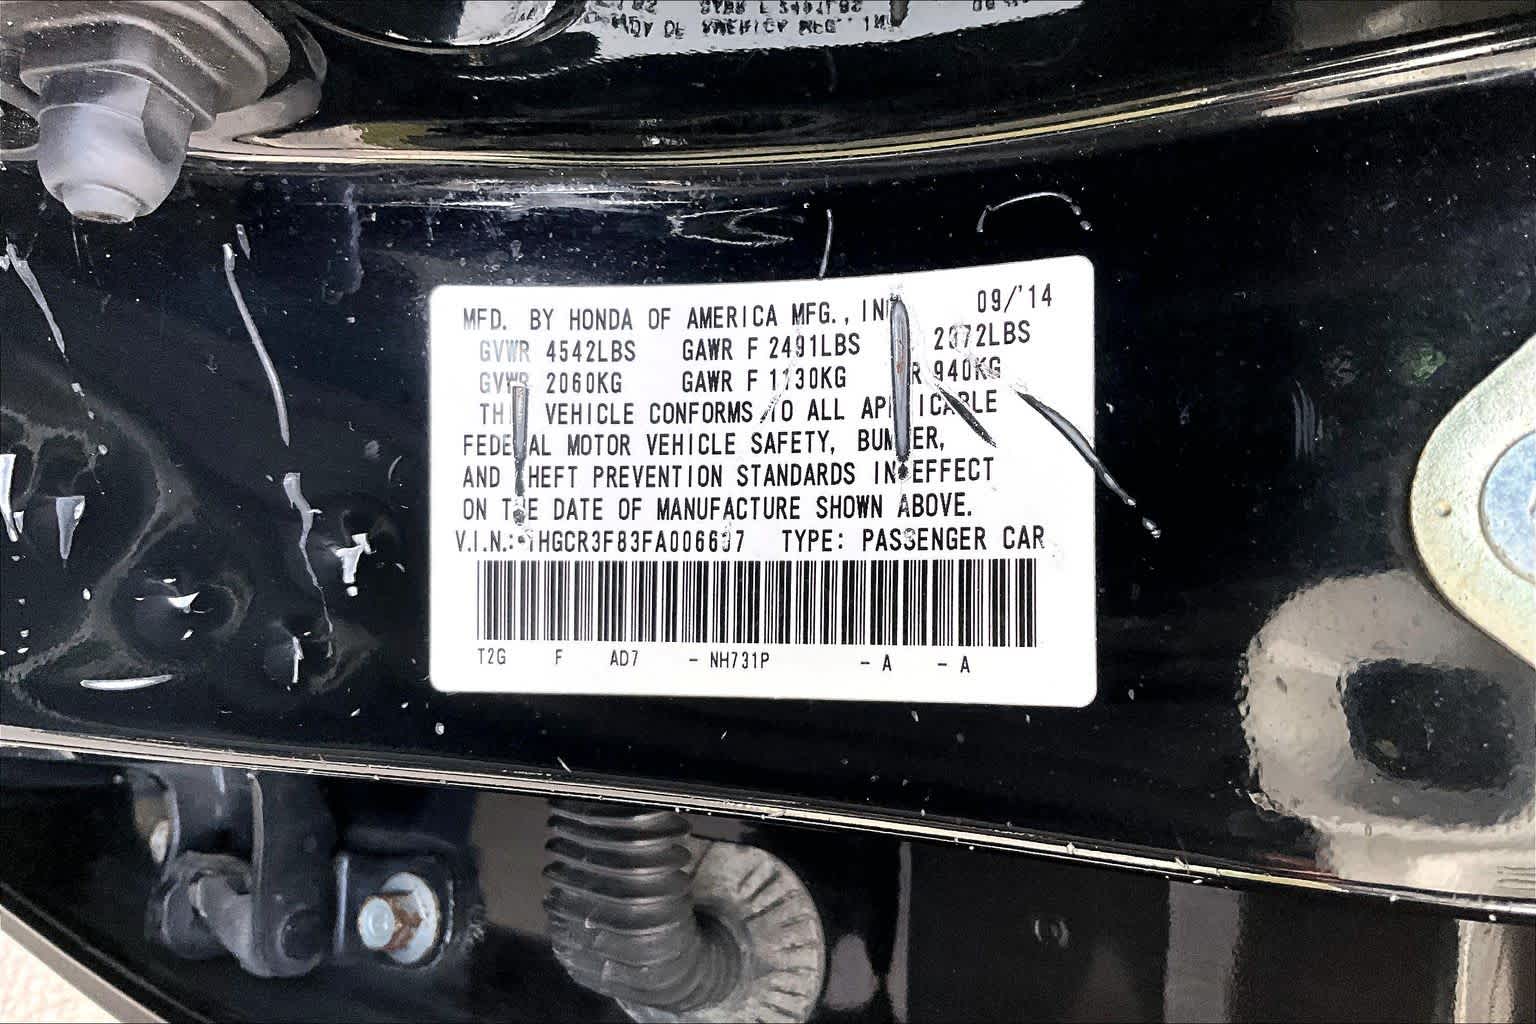 MFD. BY HONDA OF AMERICA MFG., INC 09/'14
GVWR 4542LBS GAWR F 2491LBS 2072LBS
GVWR 2060KG GAWR F 1130KG R 940KG
THIS VEHICLE CONFORMS TO ALL APPLICABLE
FEDERAL MOTOR VEHICLE SAFETY, BUMPER,
AND THEFT PREVENTION STANDARDS IN EFFECT
ON THE DATE OF MANUFACTURE SHOWN ABOVE.
V.I.N.: TYPE: PASSENGER CAR
T2G F AD7 - NH731P - A - A